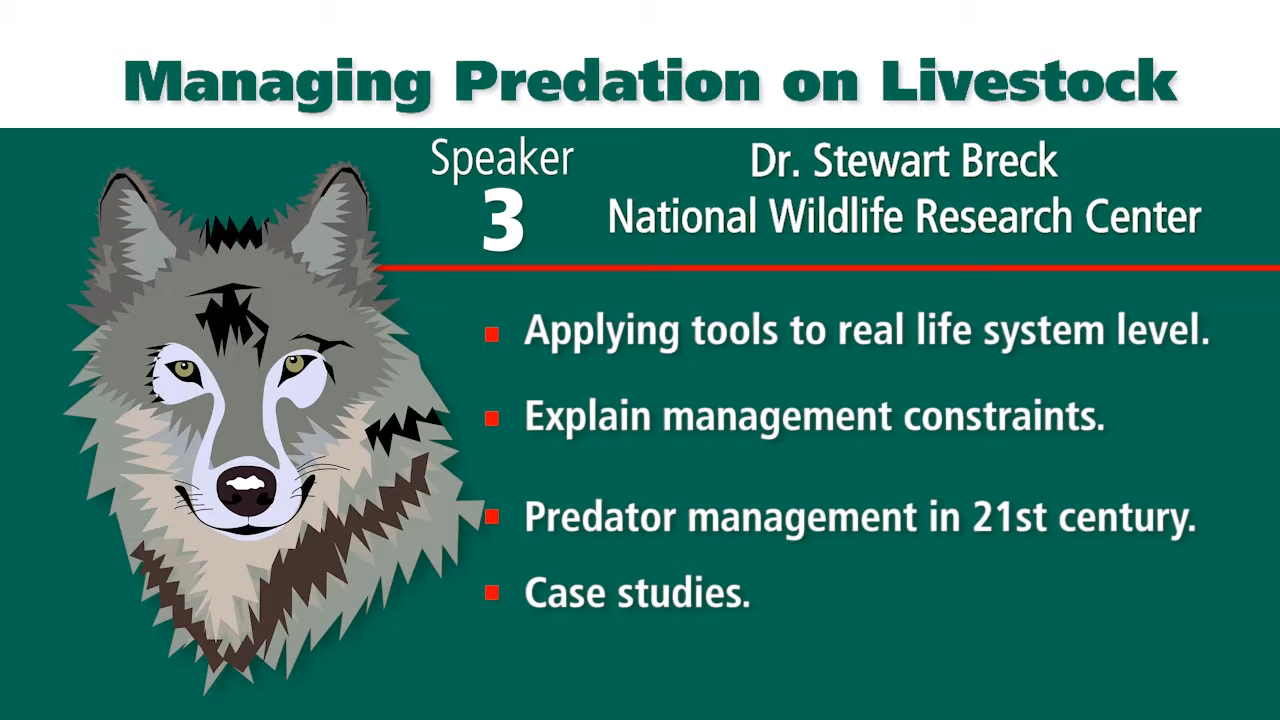 Managing Predation on Livestock
Speaker
3
Dr. Stewart Breck
National Wildlife Research Center
Applying tools to real life system level.
Explain management constraints.
Predator management in 21st century.
Case studies.